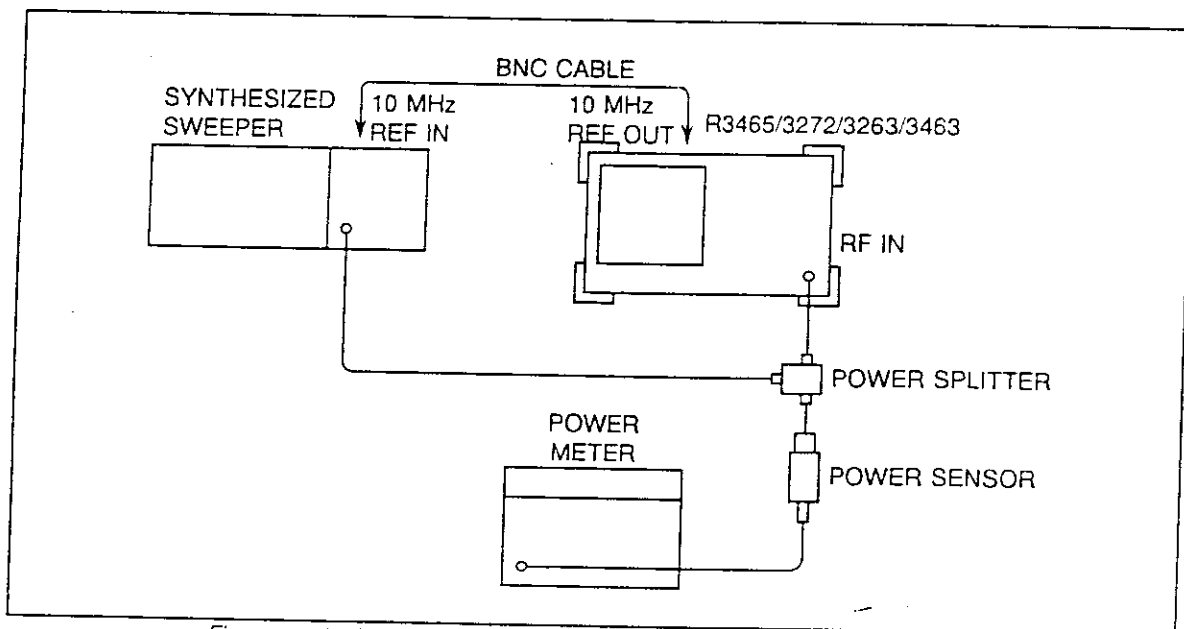 BNC CABLE
SYNTHESIZED
SWEEPER
10 MHz
REF IN
10 MHz
REF OUT
R3465/3272/3263/3463
RF IN
POWER SPLITTER
POWER
METER
POWER SENSOR